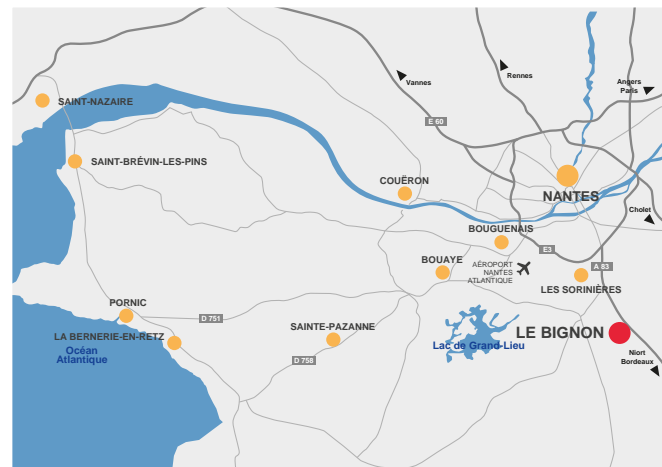 Vannes
Rennes
Angers
Paris
SAINT-NAZAIRE
E 60
SAINT-BRÉVIN-LES-PINS
COUËRON
NANTES
Cholet
BOUGUENAIS
E3
BOUAYE
AÉROPORT
NANTES
ATLANTIQUE
A 83
LES SORINIÈRES
PORNIC
D 751
SAINTE-PAZANNE
LE BIGNON
LA BERNERIE-EN-RETZ
Lac de Grand-Lieu
Océan
Atlantique
D 758
Niort
Bordeaux